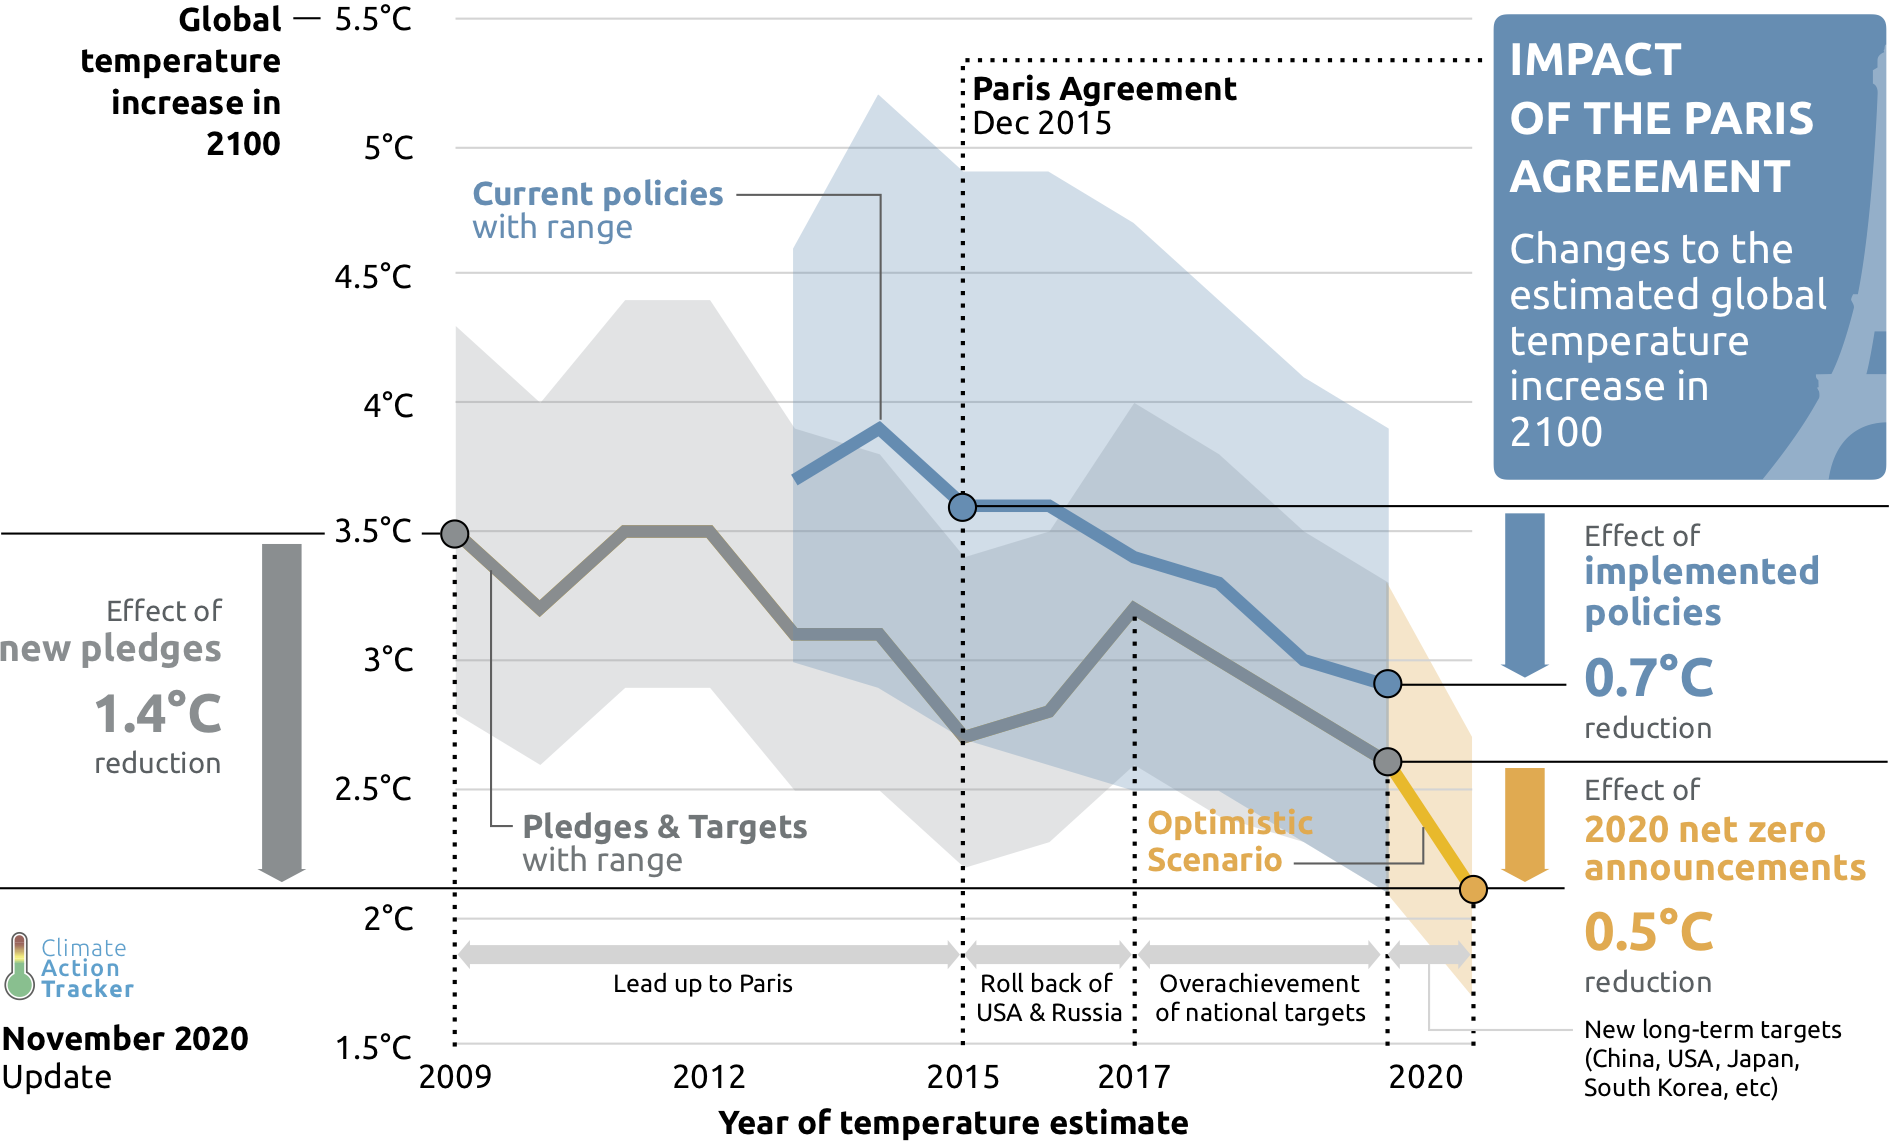 Global
temperature
increase in
2100
5.5°C
5°C
4.5°C
4°C
3.5°C
3°C
2.5°C
2°C
1.5°C
Paris Agreement
Dec 2015
Current policies
with range
IMPACT
OF THE PARIS
AGREEMENT
Changes to the
estimated global
temperature
increase in
2100
Effect of
new pledges
1.4°C
reduction
Effect of
implemented
policies
0.7°C
reduction
Pledges & Targets
with range
Optimistic
Scenario
Effect of
2020 net zero
announcements
0.5°C
reduction
Lead up to Paris
Roll back of
USA & Russia
Overachievement
of national targets
New long-term targets
(China, USA, Japan,
South Korea, etc)
Climate
Action
Tracker
November 2020
Update
2009
2012
2015
2017
2020
Year of temperature estimate